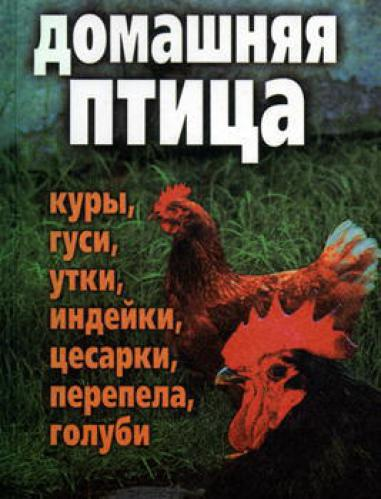 домашняя
птица
куры,
гуси,
утки,
индейки,
цесарки,
перепела,
голуби